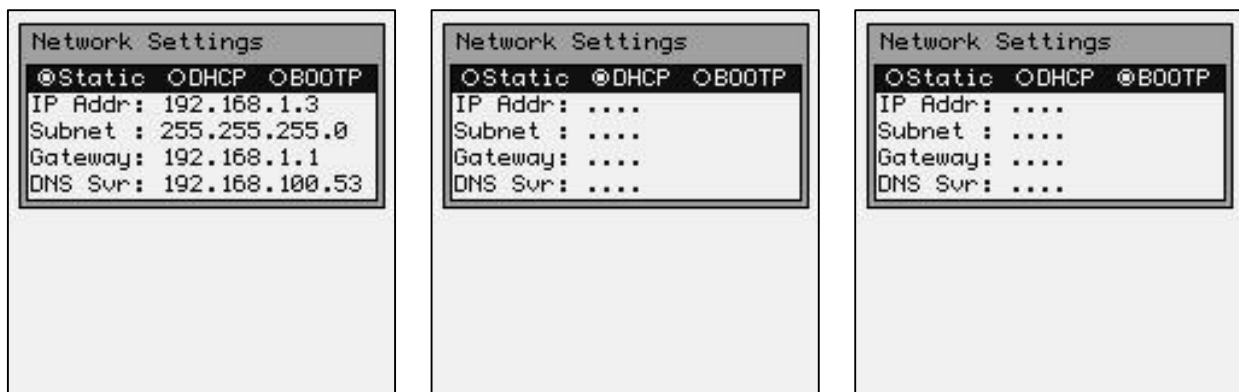 Network Settings
◉Static ○DHCP ○BOOTP
IP Addr: 192.168.1.3
Subnet : 255.255.255.0
Gateway: 192.168.1.1
DNS Svr: 192.168.100.53
Network Settings
○Static ◉DHCP ○BOOTP
IP Addr: ....
Subnet : ....
Gateway: ....
DNS Svr: ....
Network Settings
○Static ○DHCP ◉BOOTP
IP Addr: ....
Subnet : ....
Gateway: ....
DNS Svr: ....